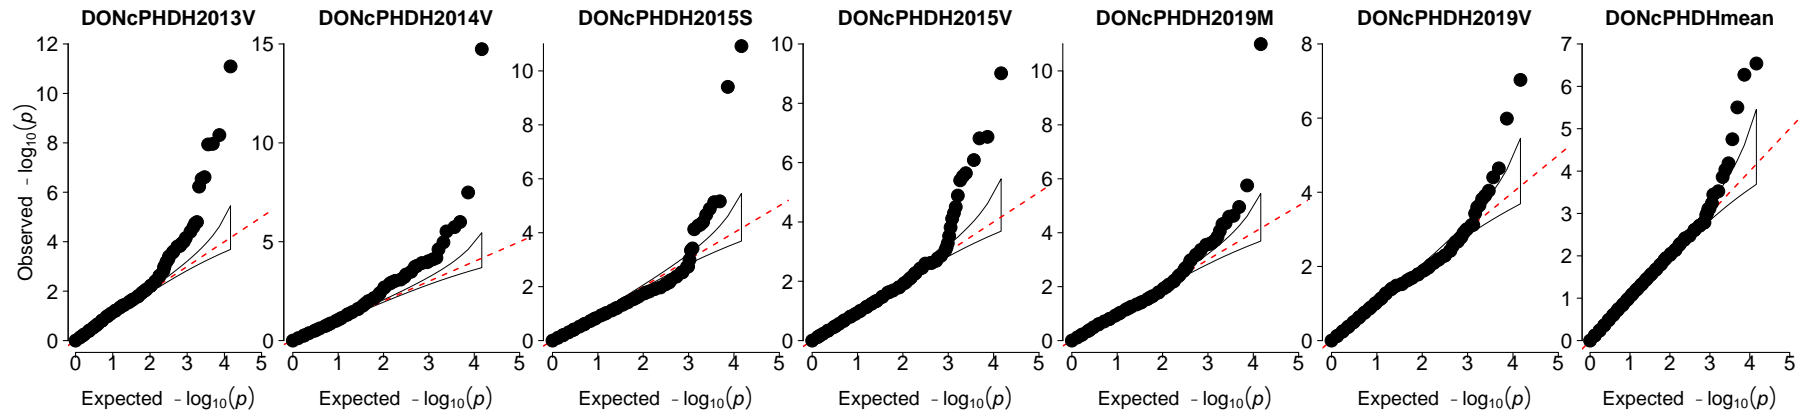 DONcPHDH2013V
DONcPHDH2014V
DONcPHDH2015S
DONcPHDH2015V
DONcPHDH2019M
DONcPHDH2019V
DONcPHDHmean
Observed −log10(p)
0 2 4 6 8 10 12
0 1 2 3 4 5
Expected −log10(p)
0 5 10 15
0 1 2 3 4 5
Expected −log10(p)
0 2 4 6 8 10
0 1 2 3 4 5
Expected −log10(p)
0 2 4 6 8 10
0 1 2 3 4 5
Expected −log10(p)
0 2 4 6 8 10
0 1 2 3 4 5
Expected −log10(p)
0 2 4 6 8
0 1 2 3 4 5
Expected −log10(p)
0 1 2 3 4 5 6 7
0 1 2 3 4 5
Expected −log10(p)